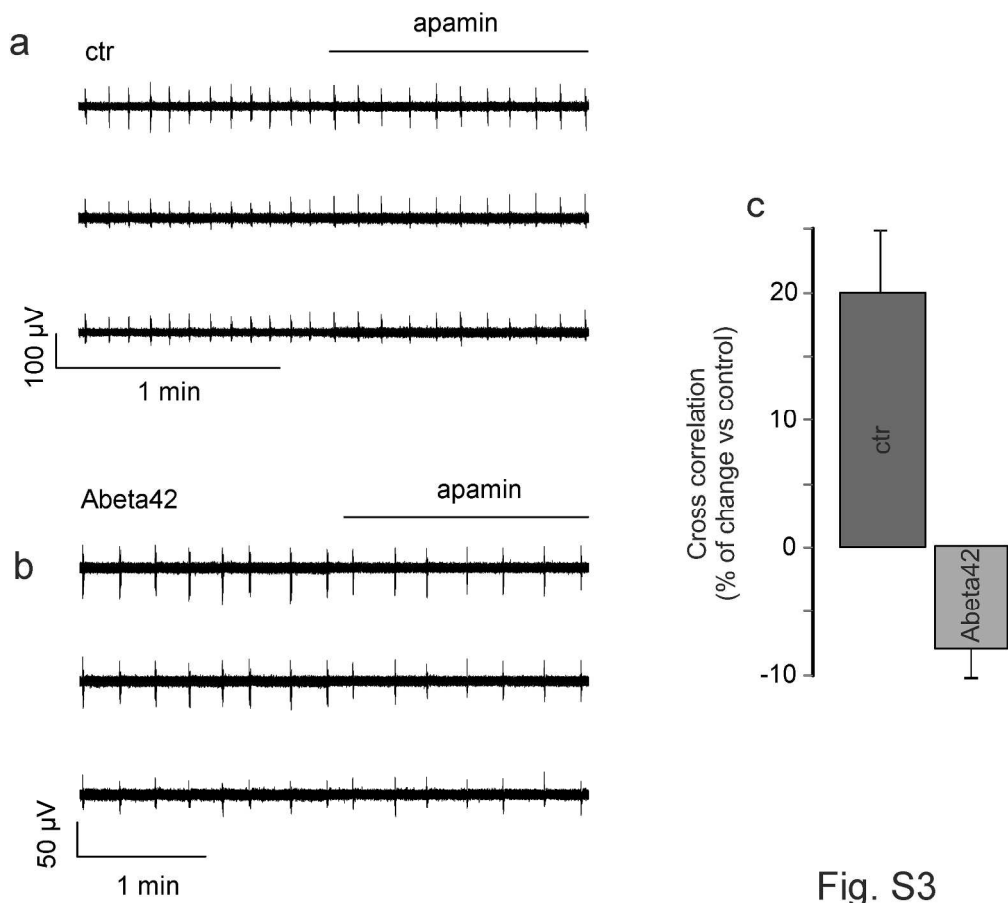 a
ctr
apamin
100 µV
1 min
b
Abeta42
apamin
50 µV
1 min
c
Cross correlation
(% of change vs control)
20
10
0
-10
ctr
Abeta42
Fig. S3